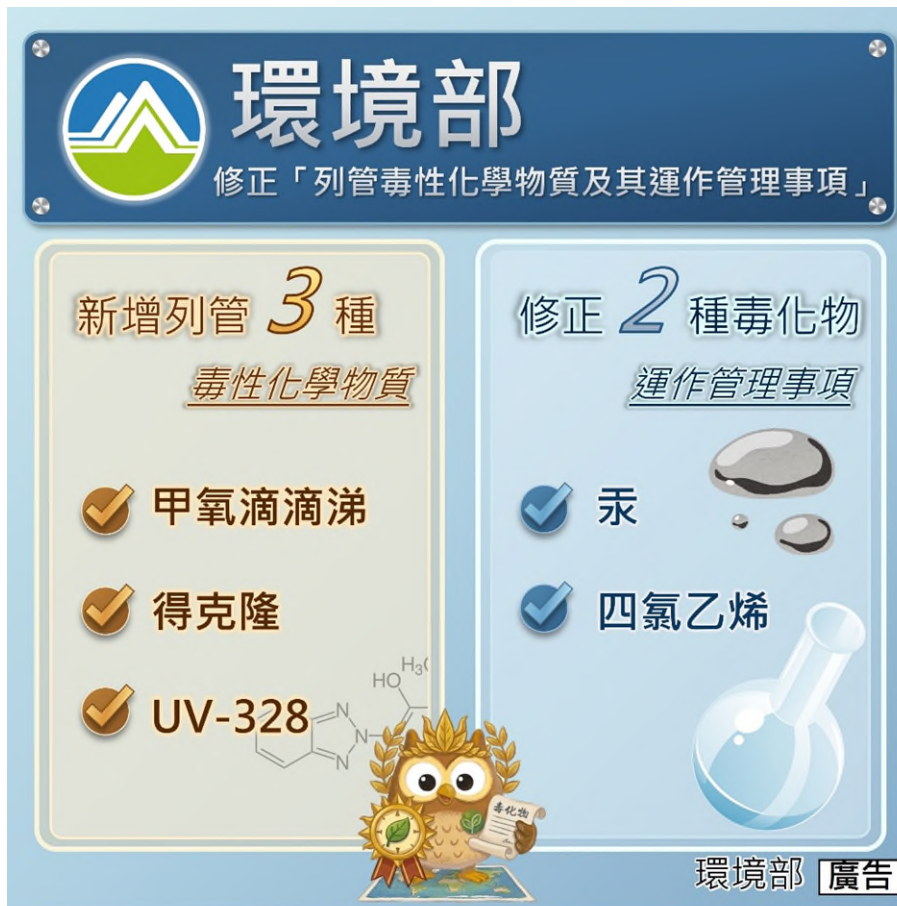 環境部
修正「列管毒性化學物質及其運作管理事項」
新增列管 3 種
毒性化學物質
甲氧滴滴涕
得克隆
UV-328
HO
H₃C
N
N
N
修正 2 種毒化物
運作管理事項
汞
四氯乙烯
毒化物
環境部 廣告